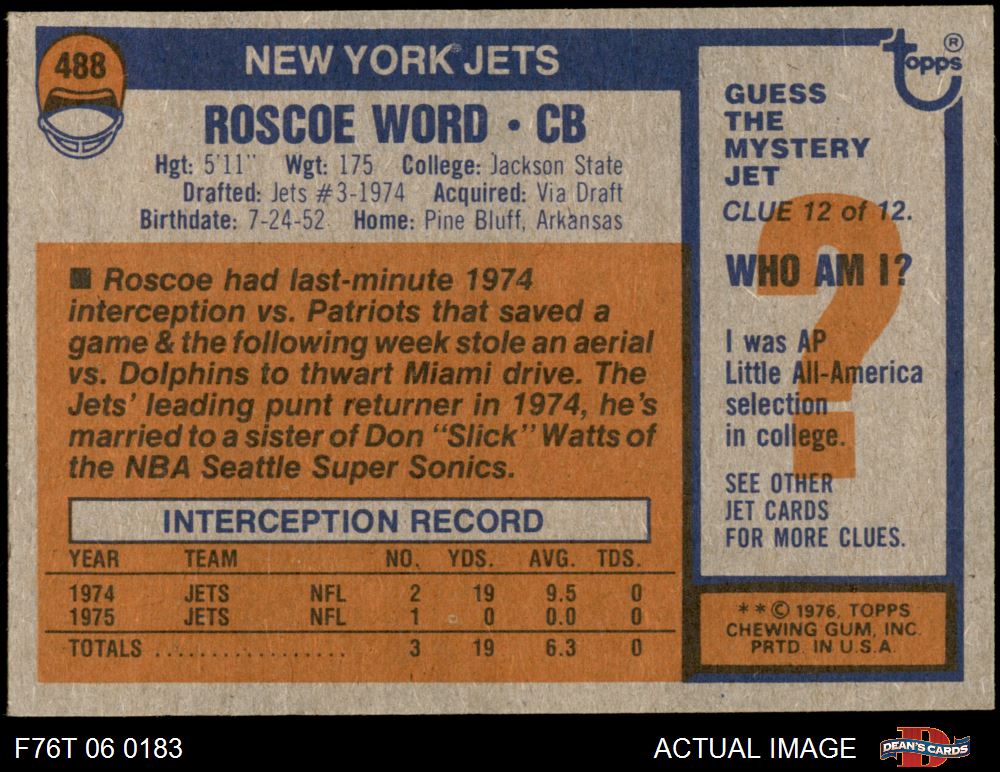 488
NEW YORK JETS
ROSCOE WORD • CB
Hgt: 5'11" Wgt: 175 College: Jackson State
Drafted: Jets #3-1974 Acquired: Via Draft
Birthdate: 7-24-52 Home: Pine Bluff, Arkansas
■ Roscoe had last-minute 1974
interception vs. Patriots that saved a
game & the following week stole an aerial
vs. Dolphins to thwart Miami drive. The
Jets' leading punt returner in 1974, he's
married to a sister of Don "Slick" Watts of
the NBA Seattle Super Sonics.
INTERCEPTION RECORD
YEAR TEAM NO. YDS. AVG. TDS.
1974 JETS NFL 2 19 9.5 0
1975 JETS NFL 1 0 0.0 0
TOTALS .................. 3 19 6.3 0
topps ®
GUESS
THE
MYSTERY
JET
CLUE 12 of 12.
WHO AM I?
?
I was AP
Little All-America
selection
in college.
SEE OTHER
JET CARDS
FOR MORE CLUES.
* * © 1976, TOPPS
CHEWING GUM, INC.
PRTD. IN U.S.A.
F76T 06 0183
ACTUAL IMAGE
DEAN'S CARDS